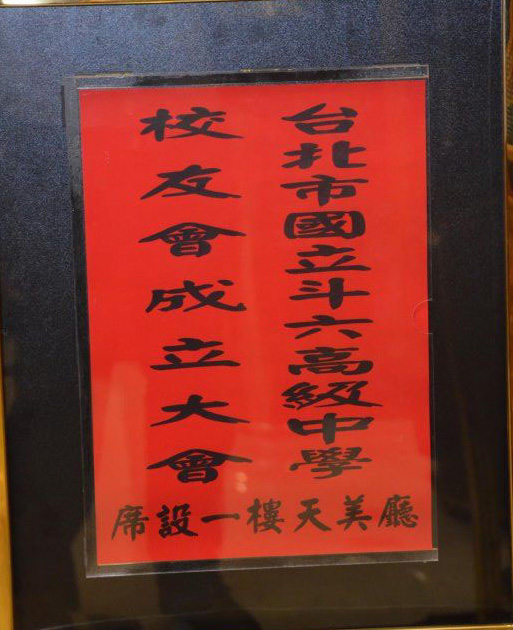 台北市國立斗六高級中學
校友會成立大會
席設一樓天美廳